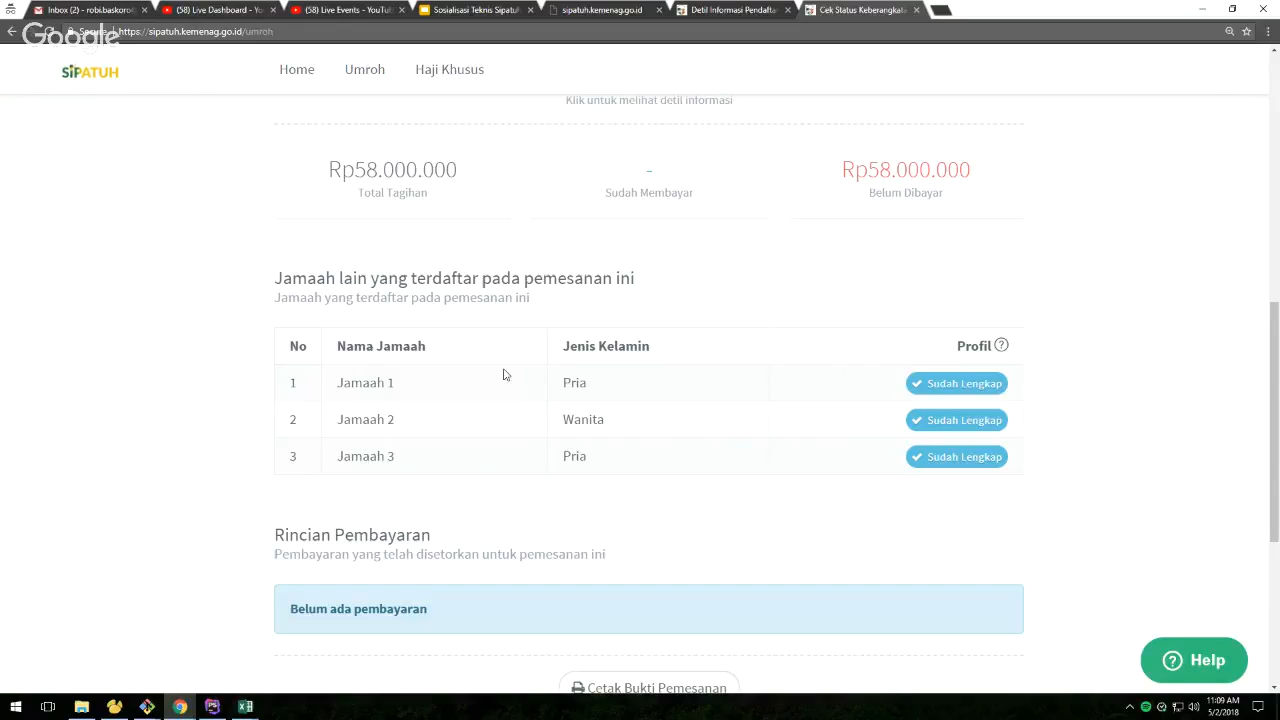 Inbox (2) - robi.baskoro
(58) Live Dashboard - Yo
(58) Live Events - YouTu
Sosialisasi Teknis Sipatuh
sipatuh.kemenag.go.id
Detil Informasi Pendafta
Cek Status Keberangkata
Google
Secure
https://sipatuh.kemenag.go.id/umroh
SiPATUH
Home
Umroh
Haji Khusus
Klik untuk melihat detil informasi
Rp58.000.000
-
Rp58.000.000
Total Tagihan
Sudah Membayar
Belum Dibayar
Jamaah lain yang terdaftar pada pemesanan ini
Jamaah yang terdaftar pada pemesanan ini
No Nama Jamaah Jenis Kelamin Profil
1 Jamaah 1 Pria Sudah Lengkap
2 Jamaah 2 Wanita Sudah Lengkap
3 Jamaah 3 Pria Sudah Lengkap
Rincian Pembayaran
Pembayaran yang telah disetorkan untuk pemesanan ini
Belum ada pembayaran
Cetak Bukti Pemesanan
Help
11:09 AM
5/2/2018